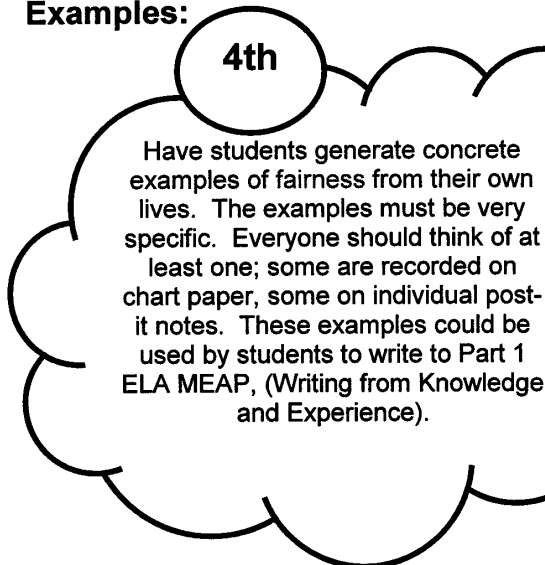 Examples:
4th
Have students generate concrete
examples of fairness from their own
lives. The examples must be very
specific. Everyone should think of at
least one; some are recorded on
chart paper, some on individual post-
it notes. These examples could be
used by students to write to Part 1
ELA MEAP, (Writing from Knowledge
and Experience).